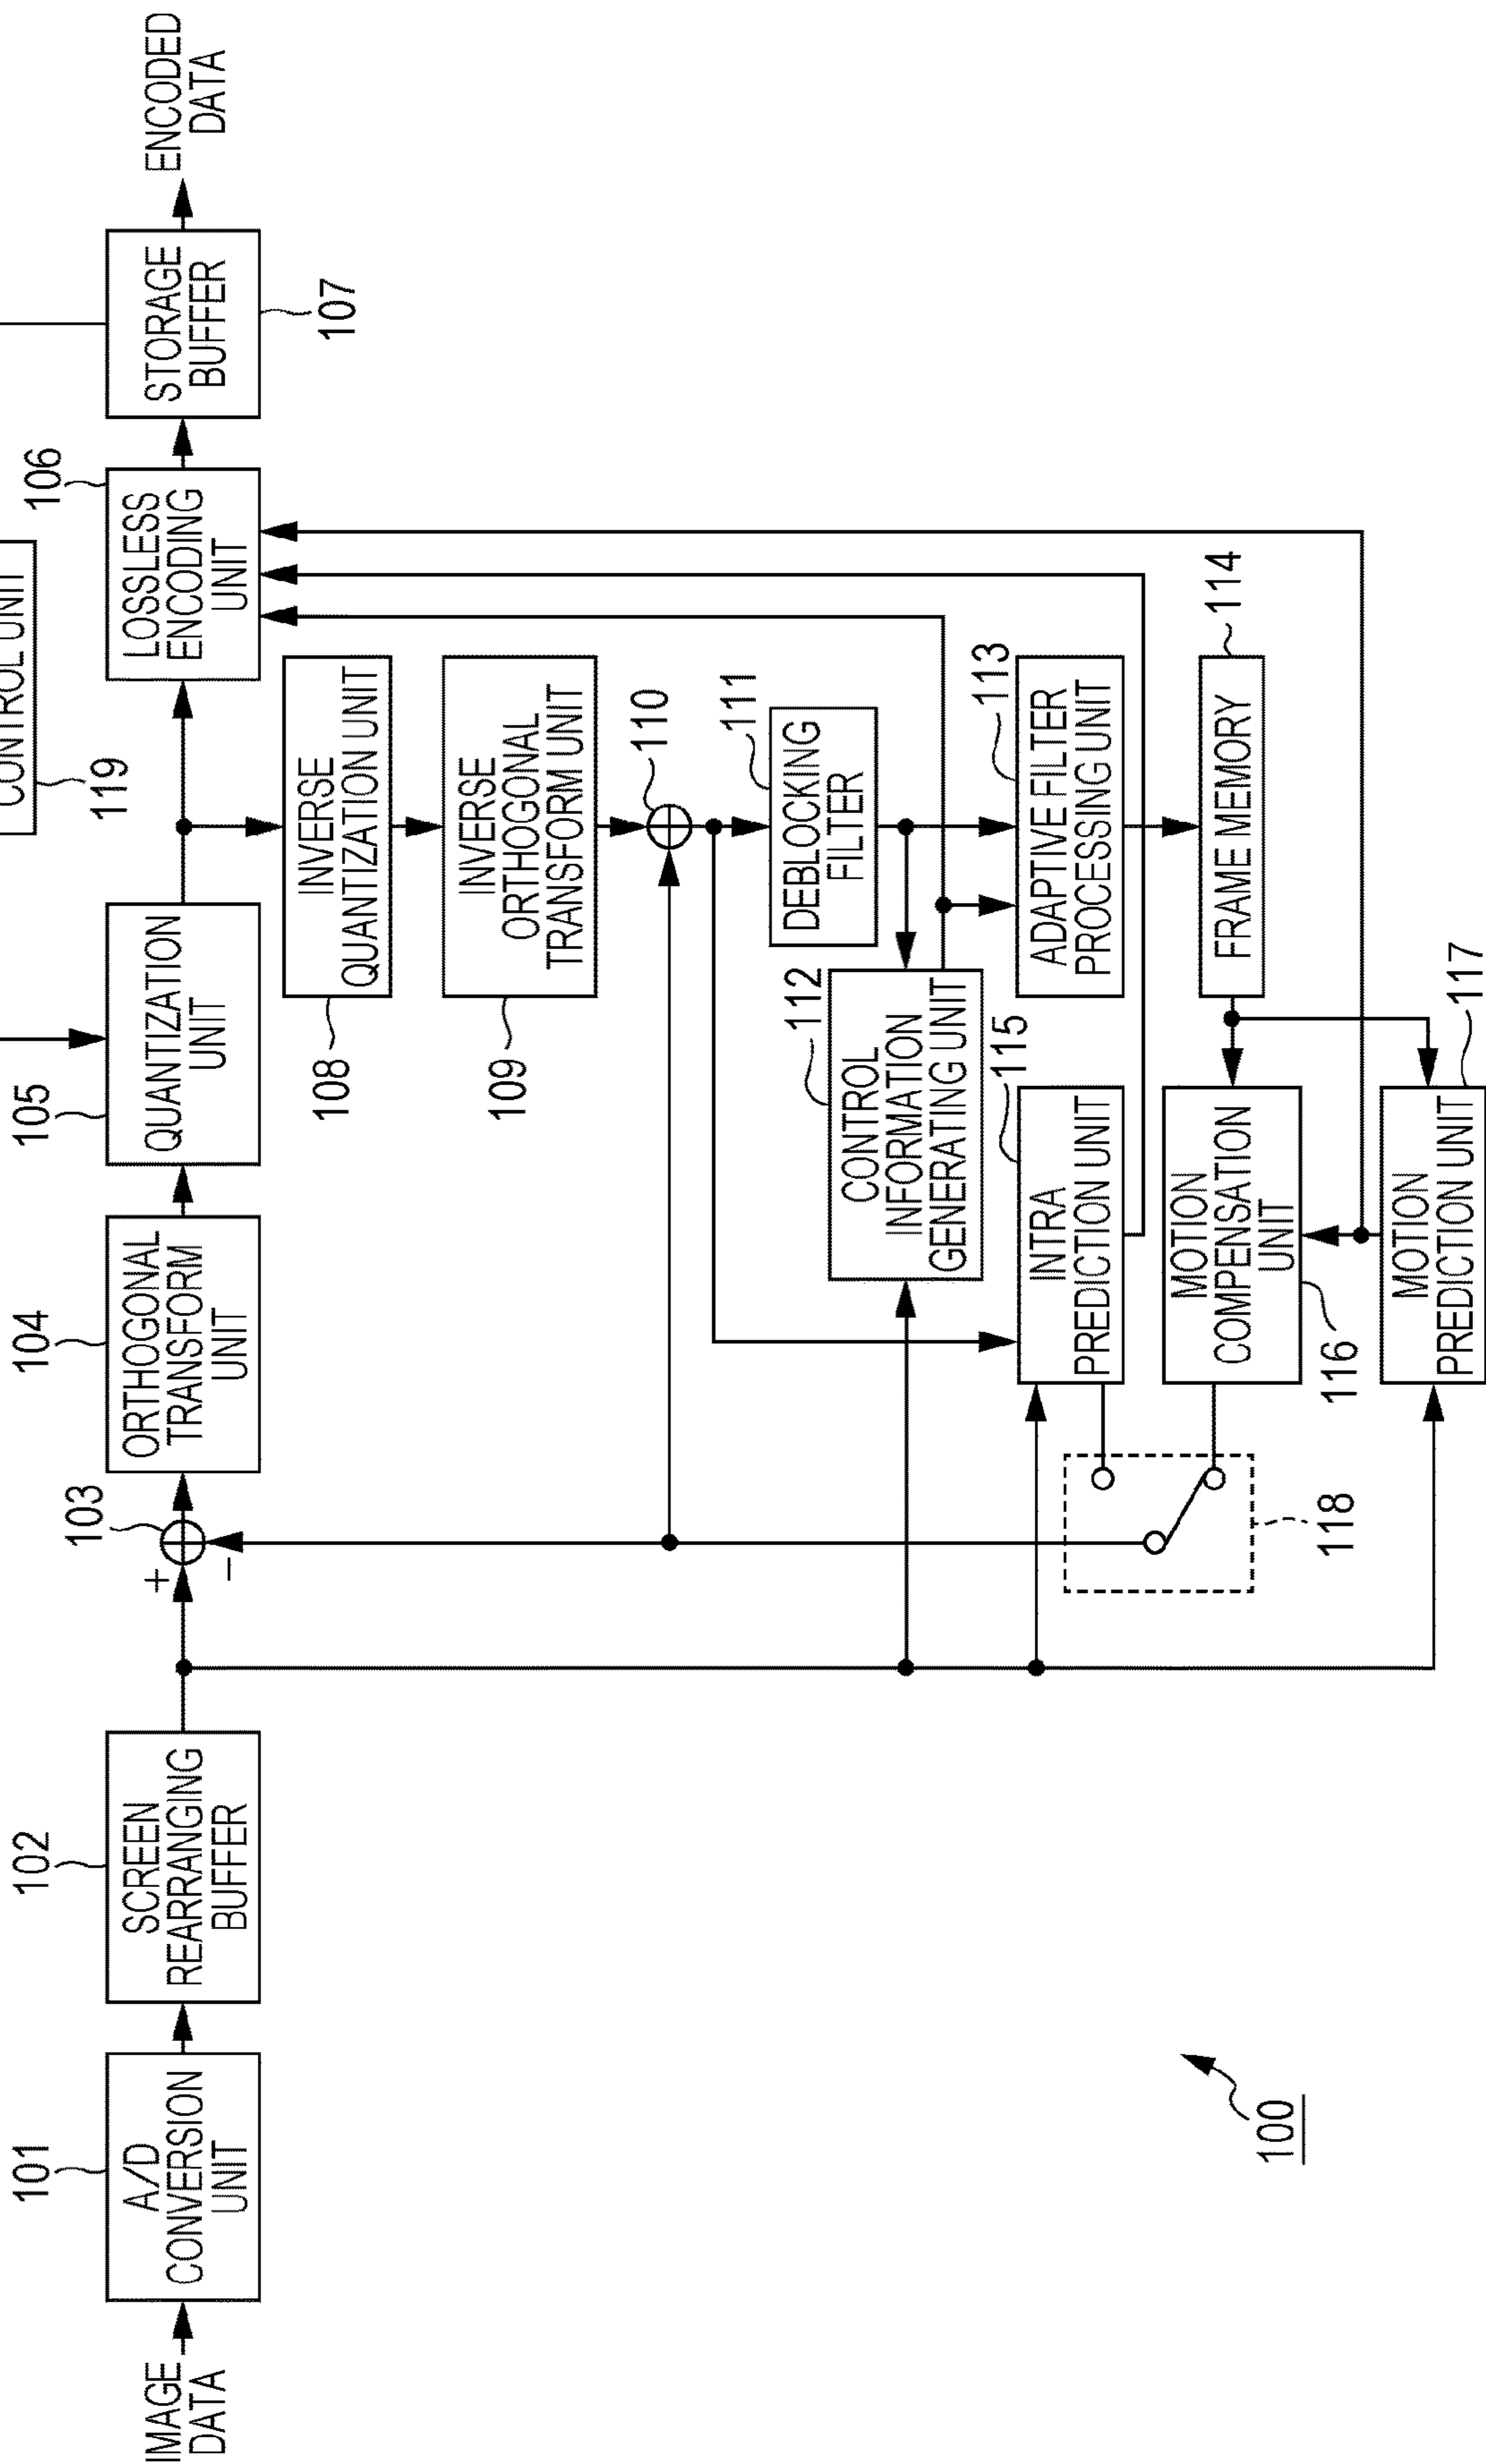 119
CONTROL UNIT
101
A/D
CONVERSION
UNIT
102
SCREEN
REARRANGING
BUFFER
103
+
−
104
ORTHOGONAL
TRANSFORM
UNIT
105
QUANTIZATION
UNIT
106
LOSSLESS
ENCODING
UNIT
STORAGE
BUFFER
107
IMAGE
DATA
ENCODED
DATA
INVERSE
QUANTIZATION UNIT
108
INVERSE
ORTHOGONAL
TRANSFORM UNIT
109
110
111
DEBLOCKING
FILTER
112
CONTROL
INFORMATION
GENERATING UNIT
113
ADAPTIVE FILTER
PROCESSING UNIT
114
FRAME MEMORY
115
INTRA
PREDICTION UNIT
MOTION
COMPENSATION
UNIT
116
117
MOTION
PREDICTION UNIT
118
100